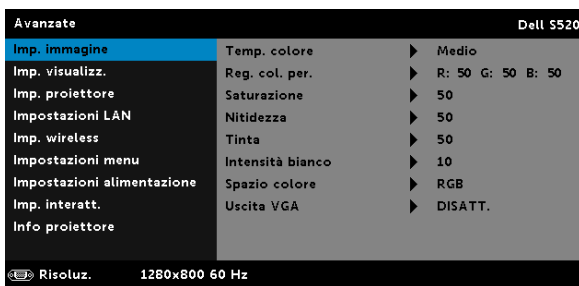 Avanzate Dell S520
Imp. immagine Temp. colore Medio
Imp. visualizz. Reg. col. per. R: 50 G: 50 B: 50
Imp. proiettore Saturazione 50
Impostazioni LAN Nitidezza 50
Imp. wireless Tinta 50
Impostazioni menu Intensità bianco 10
Impostazioni alimentazione Spazio colore RGB
Imp. interatt. Uscita VGA DISATT.
Info proiettore
Risoluz. 1280x800 60 Hz